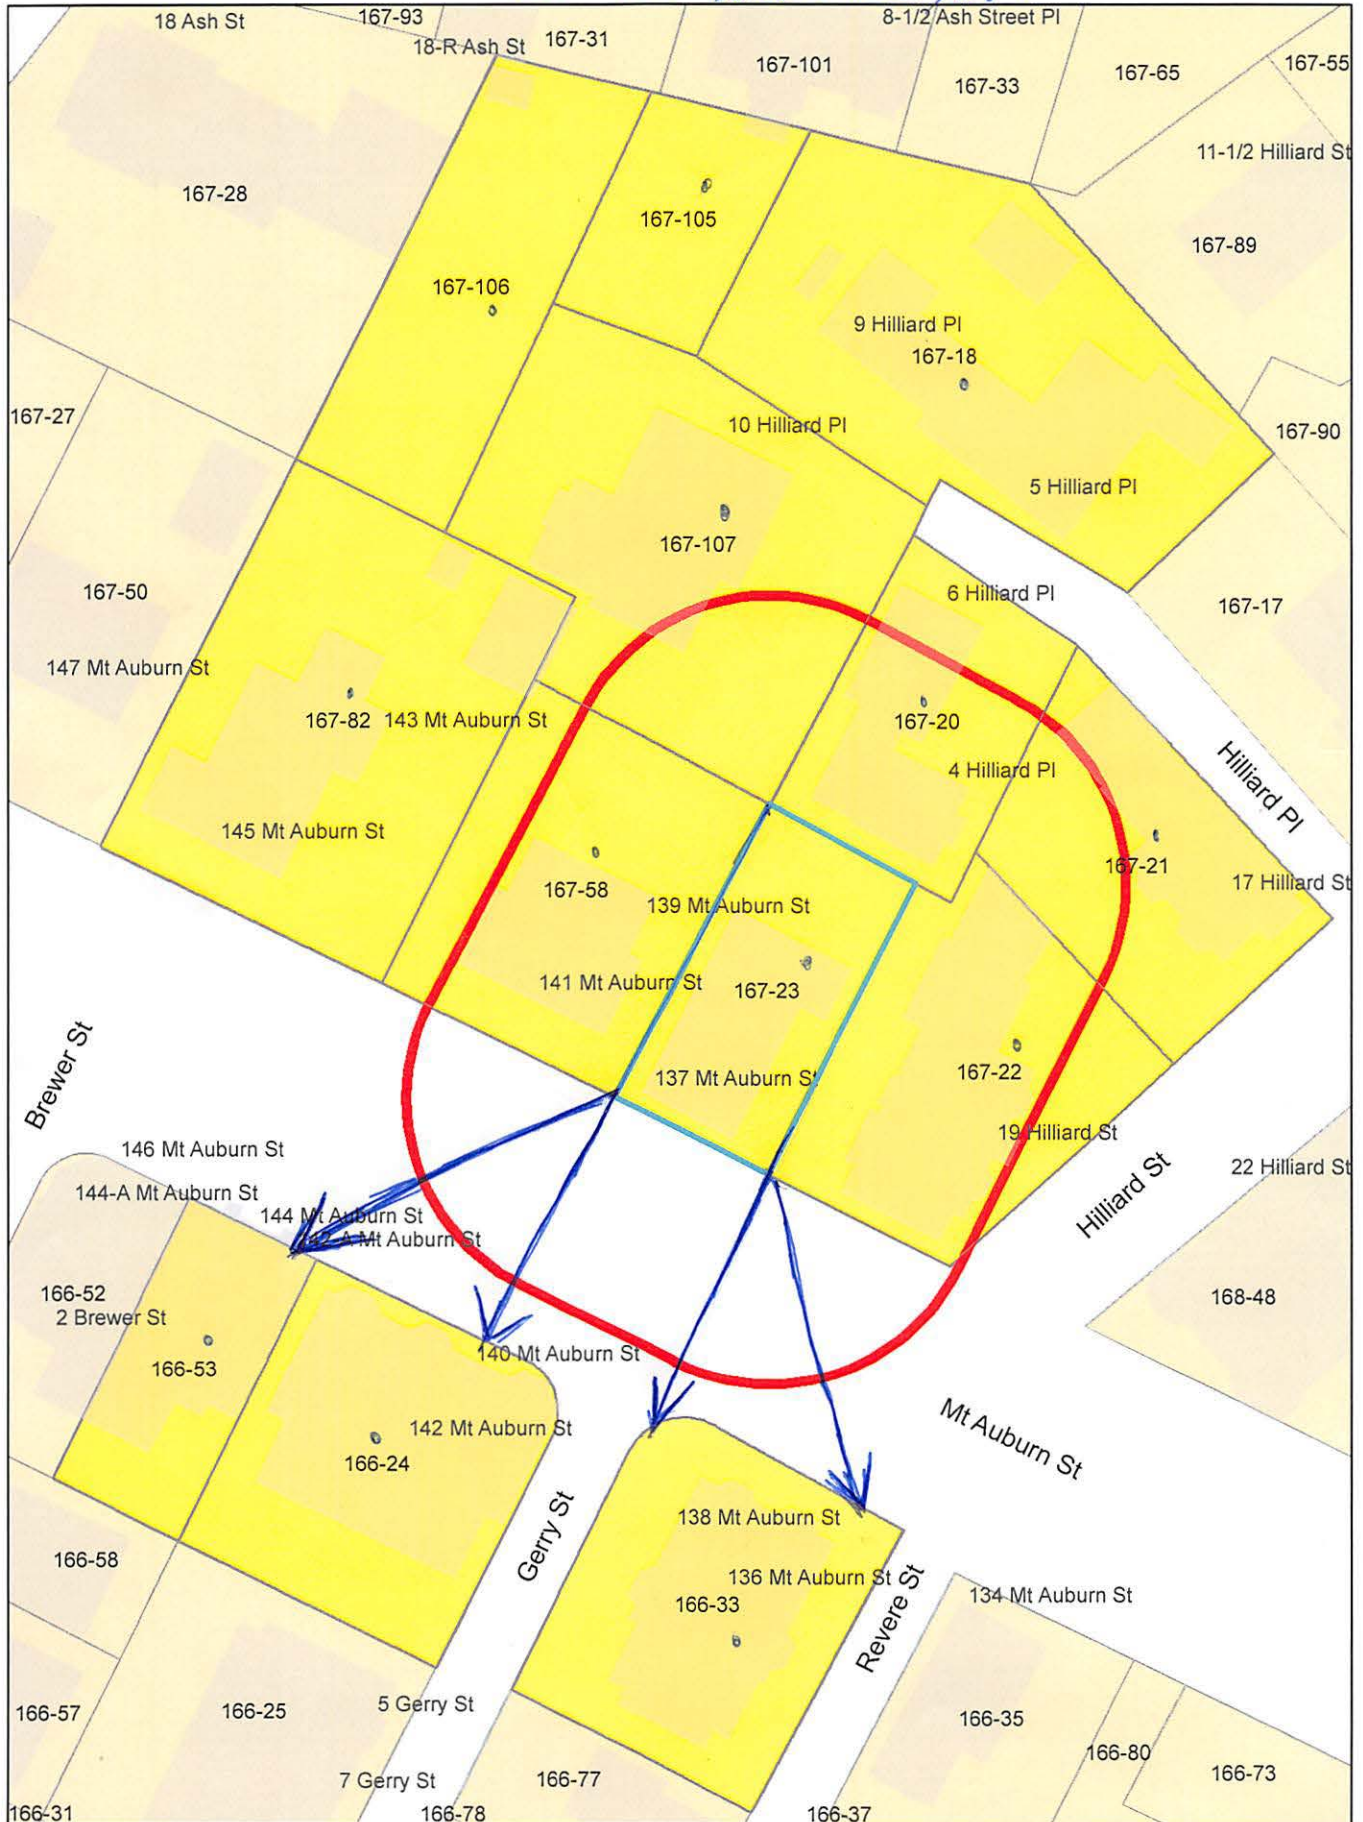 18 Ash St
167-93
8-1/2 Ash Street Pl
18-R Ash St
167-31
167-101
167-33
167-65
167-55
11-1/2 Hilliard St
167-28
167-105
167-89
167-106
9 Hilliard Pl
167-18
167-27
10 Hilliard Pl
167-90
5 Hilliard Pl
167-107
167-50
6 Hilliard Pl
167-17
147 Mt Auburn St
167-82
143 Mt Auburn St
167-20
4 Hilliard Pl
Hilliard Pl
145 Mt Auburn St
167-21
17 Hilliard St
167-58
139 Mt Auburn St
141 Mt Auburn St
167-23
Brewer St
137 Mt Auburn St
167-22
19 Hilliard St
146 Mt Auburn St
22 Hilliard St
144-A Mt Auburn St
Hilliard St
144 Mt Auburn St
142-A Mt Auburn St
166-52
168-48
2 Brewer St
166-53
140 Mt Auburn St
142 Mt Auburn St
Mt Auburn St
166-24
138 Mt Auburn St
Gerry St
166-58
136 Mt Auburn St
166-33
134 Mt Auburn St
Revere St
5 Gerry St
166-57
166-25
166-35
166-80
7 Gerry St
166-77
166-73
166-31
166-78
166-37